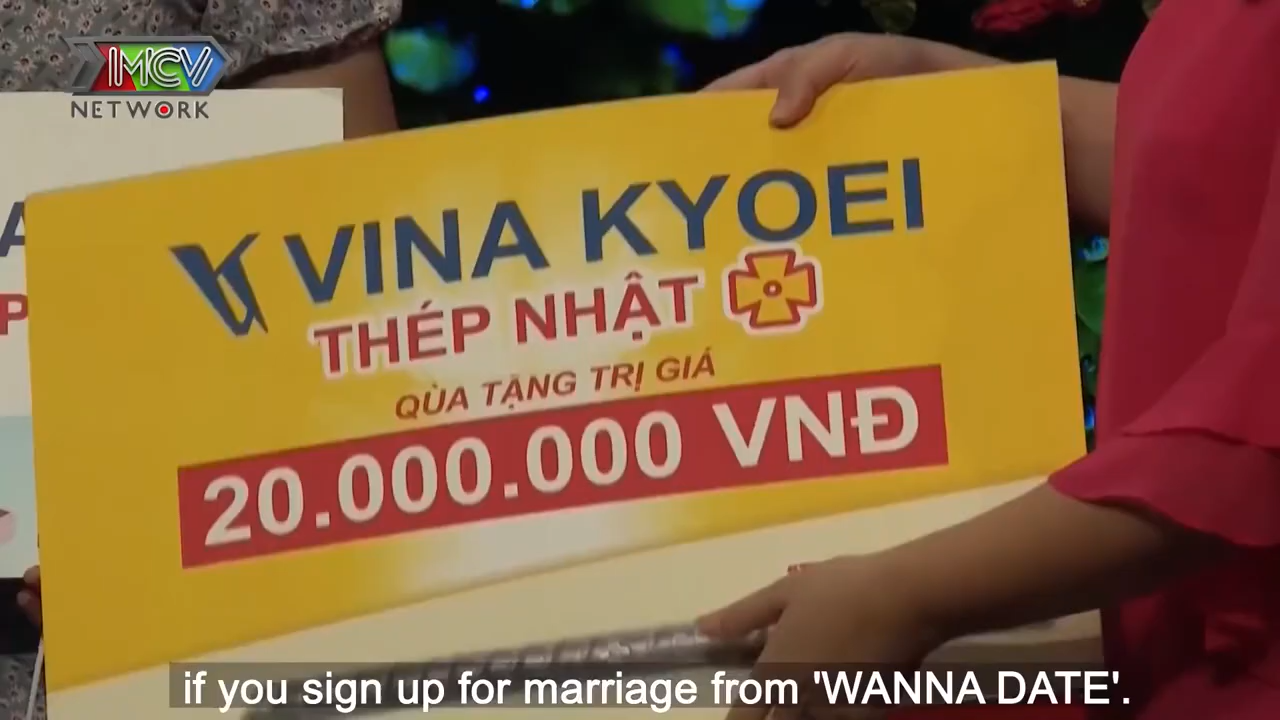 MCV
NETWORK
VINA KYOEI
THÉP NHẬT
QÙA TẶNG TRỊ GIÁ
20.000.000 VNĐ
A
P
if you sign up for marriage from 'WANNA DATE'.